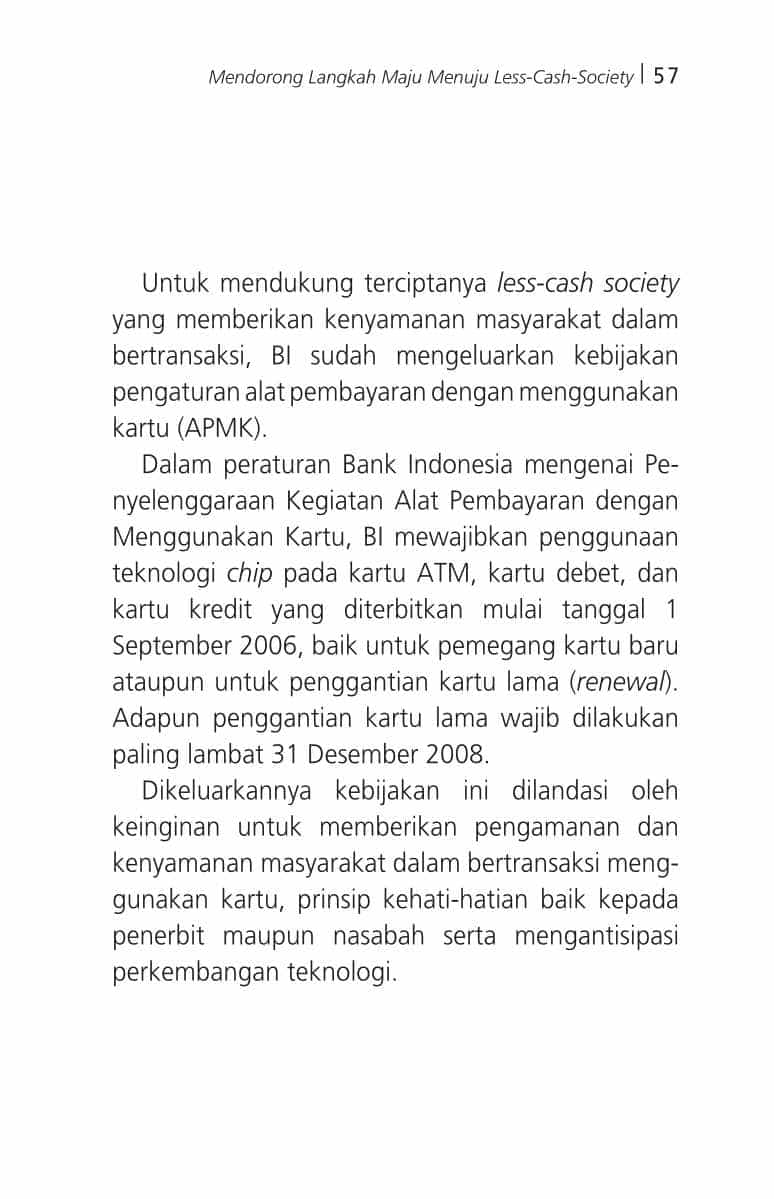 Mendorong Langkah Maju Menuju Less-Cash-Society | 57
Untuk mendukung terciptanya less-cash society
yang memberikan kenyamanan masyarakat dalam
bertransaksi, BI sudah mengeluarkan kebijakan
pengaturan alat pembayaran dengan menggunakan
kartu (APMK).
Dalam peraturan Bank Indonesia mengenai Pe-
nyelenggaraan Kegiatan Alat Pembayaran dengan
Menggunakan Kartu, BI mewajibkan penggunaan
teknologi chip pada kartu ATM, kartu debet, dan
kartu kredit yang diterbitkan mulai tanggal 1
September 2006, baik untuk pemegang kartu baru
ataupun untuk penggantian kartu lama (renewal).
Adapun penggantian kartu lama wajib dilakukan
paling lambat 31 Desember 2008.
Dikeluarkannya kebijakan ini dilandasi oleh
keinginan untuk memberikan pengamanan dan
kenyamanan masyarakat dalam bertransaksi meng-
gunakan kartu, prinsip kehati-hatian baik kepada
penerbit maupun nasabah serta mengantisipasi
perkembangan teknologi.